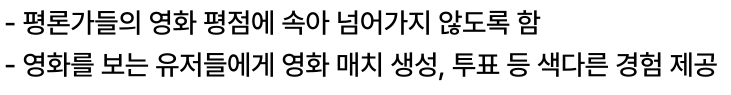 - 평론가들의 영화 평점에 속아 넘어가지 않도록 함
- 영화를 보는 유저들에게 영화 매치 생성, 투표 등 색다른 경험 제공